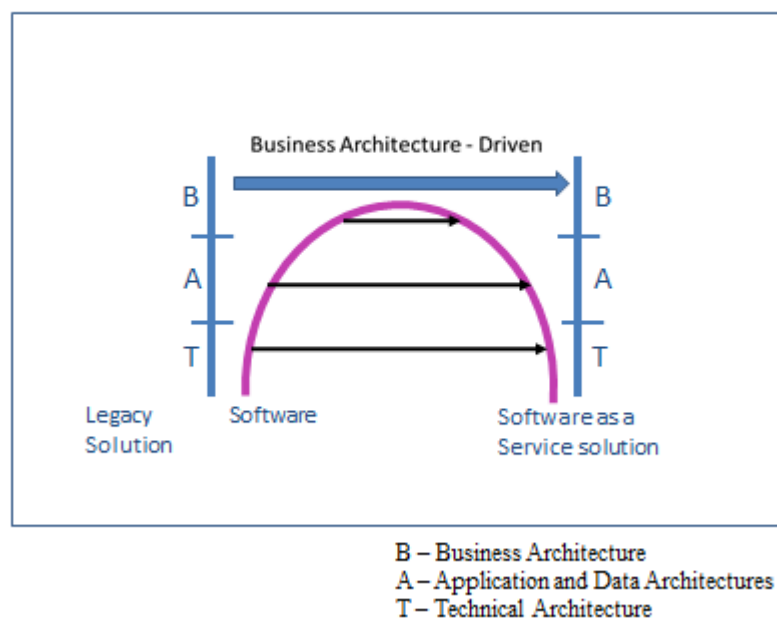 Business Architecture - Driven
B
B
A
A
T
T
Legacy
Solution
Software
Software as a
Service solution
B – Business Architecture
A – Application and Data Architectures
T – Technical Architecture